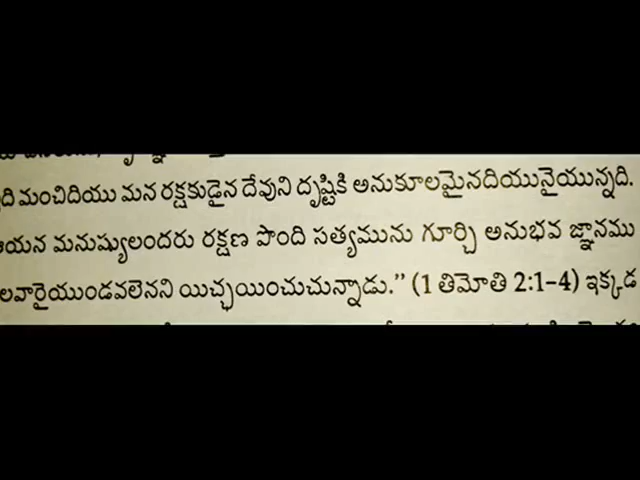 ది మంచిదియు మన రక్షకుడైన దేవుని దృష్టికి అనుకూలమైనదియునైయున్నది.
ఆయన మనుష్యులందరు రక్షణ పొంది సత్యమును గూర్చి అనుభవ జ్ఞానము
లవారైయుండవలెనని యిచ్ఛయించుచున్నాడు.” (1 తిమోతి 2:1-4) ఇక్కడ